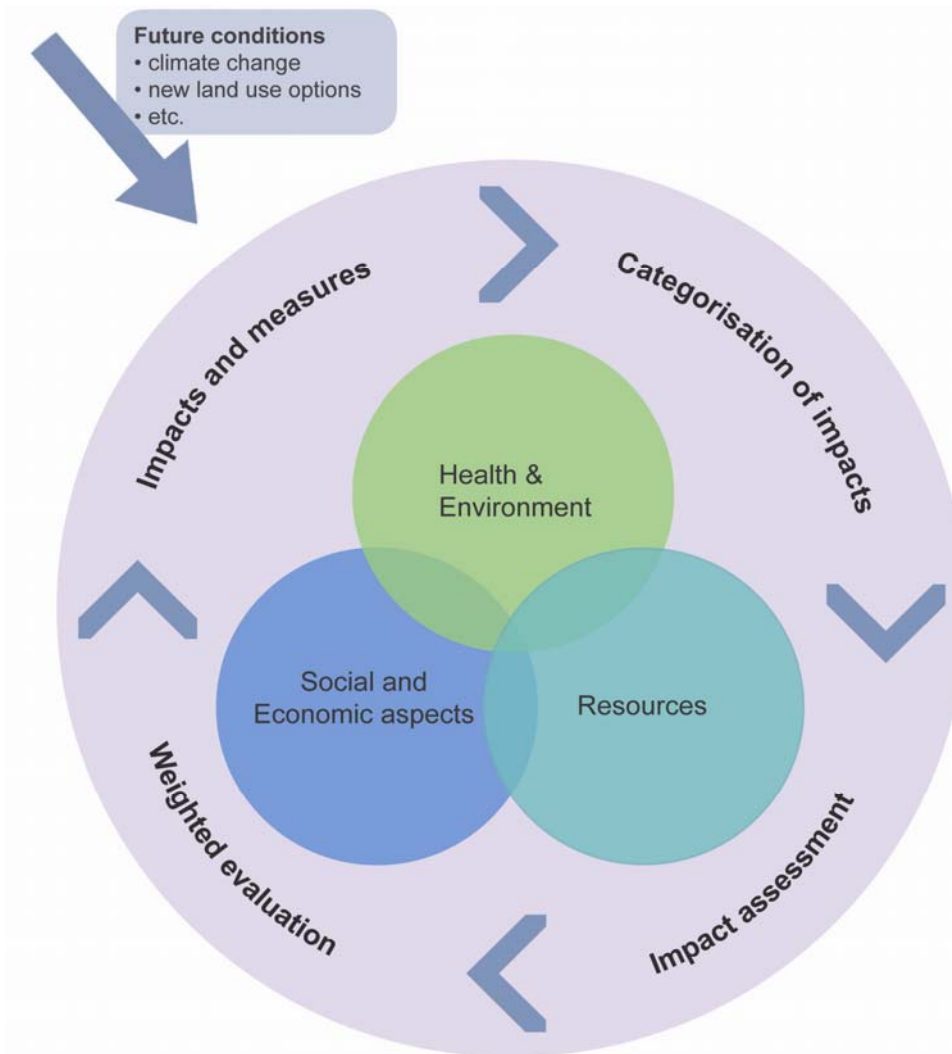 Future conditions
• climate change
• new land use options
• etc.
Impacts and measures
Categorisation of impacts
Health &
Environment
Social and
Economic aspects
Resources
Weighted evaluation
Impact assessment